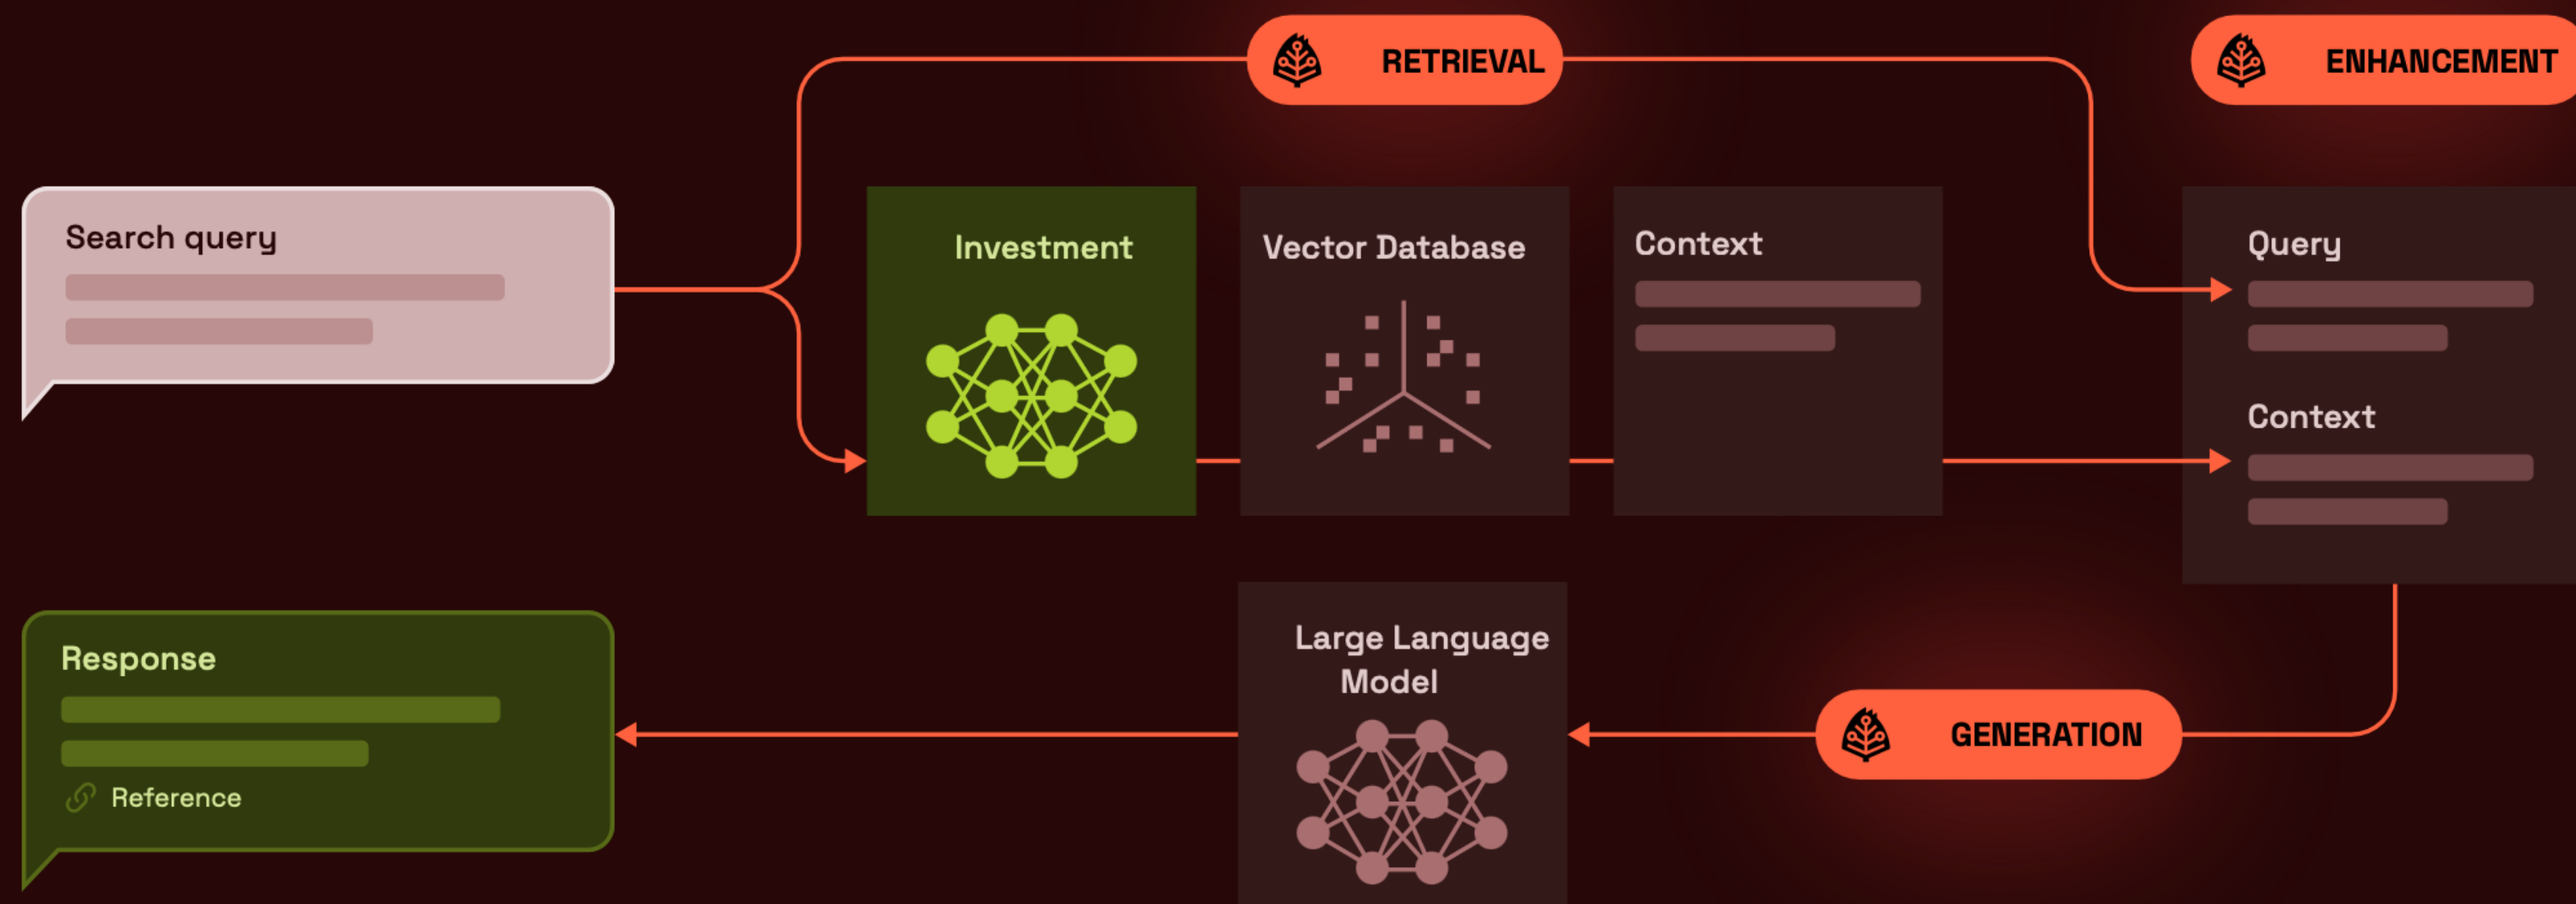 RETRIEVAL
ENHANCEMENT
Search query
Investment
Vector Database
Context
Query
Context
Response
Reference
Large Language
Model
GENERATION